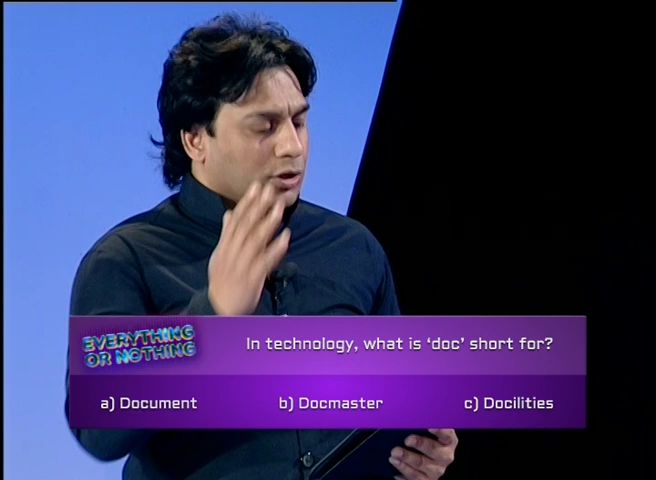 EVERYTHING
OR NOTHING
In technology, what is ‘doc’ short for?
a) Document
b) Docmaster
c) Docilities